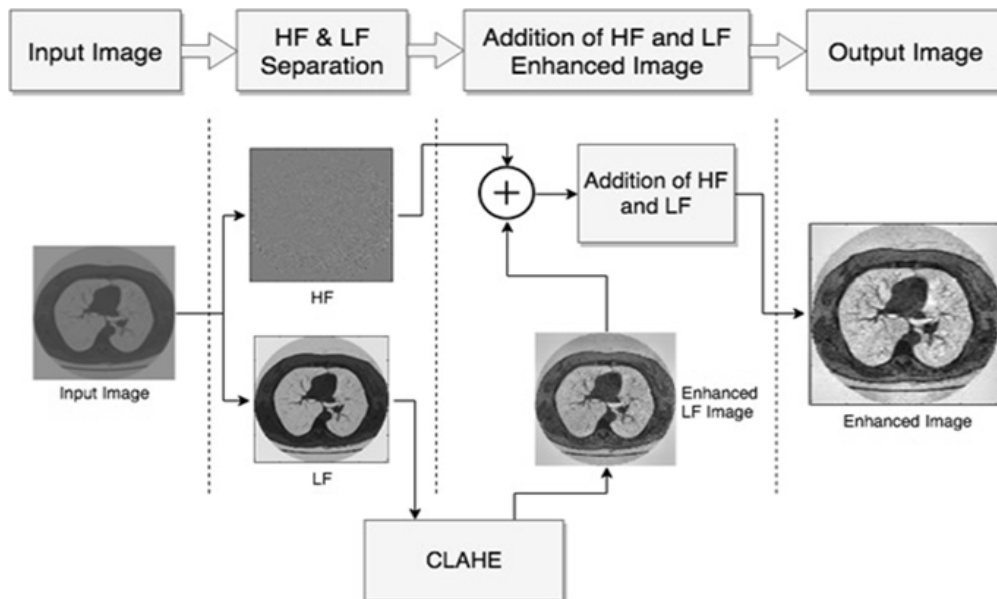 Input Image
HF & LF
Separation
Addition of HF and LF
Enhanced Image
Output Image
Addition of HF
and LF
HF
Input Image
LF
Enhanced
LF Image
Enhanced Image
CLAHE